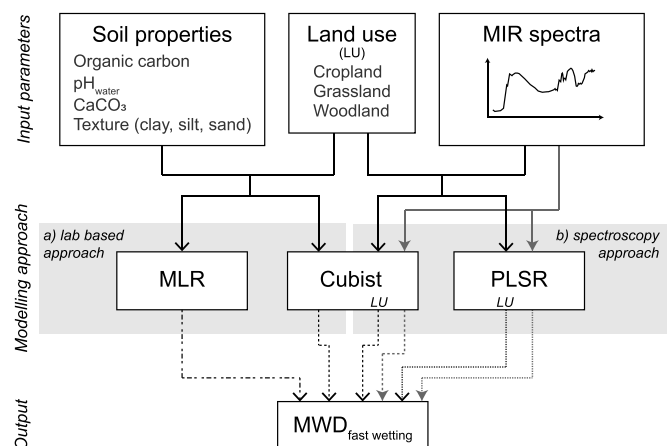 Input parameters
Soil properties
Organic carbon
pHwater
CaCO₃
Texture (clay, silt, sand)
Land use
(LU)
Cropland
Grassland
Woodland
MIR spectra
Modelling approach
a) lab based
approach
b) spectroscopy
approach
MLR
Cubist
LU
PLSR
LU
Output
MWDfast wetting